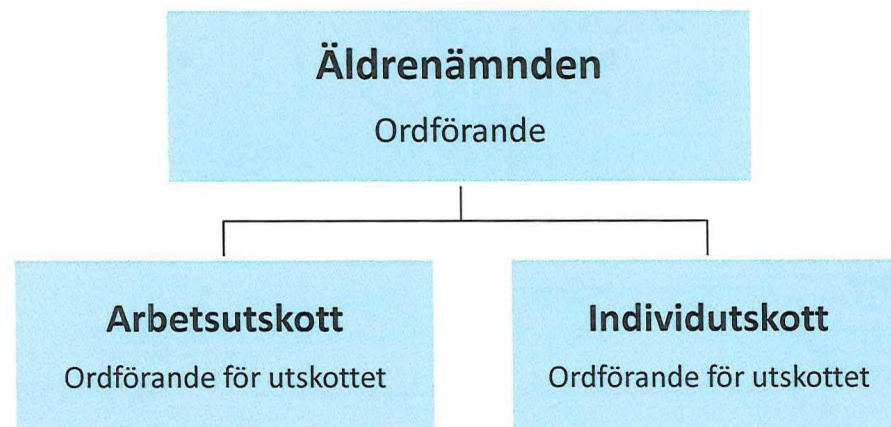 Äldrenämnden
Ordförande
Arbetsutskott
Ordförande för utskottet
Individutskott
Ordförande för utskottet